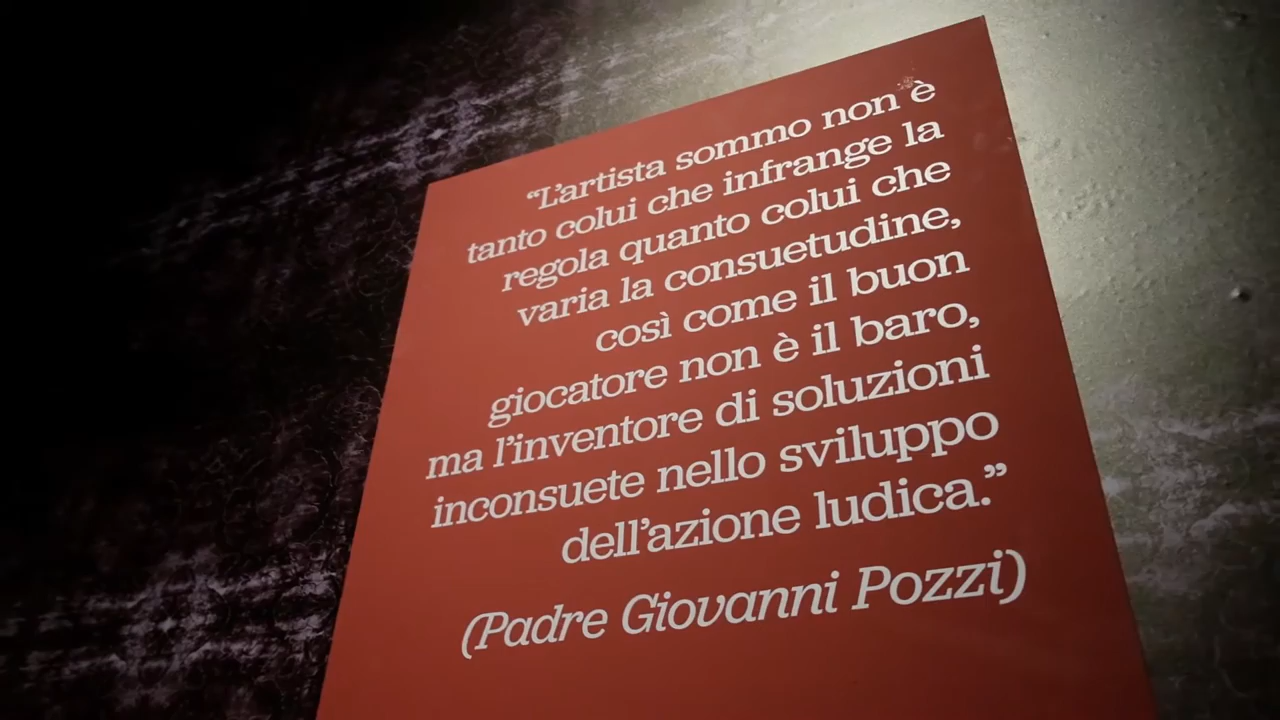 “L’artista sommo non è
tanto colui che infrange la
regola quanto colui che
varia la consuetudine,
così come il buon
giocatore non è il baro,
ma l’inventore di soluzioni
inconsuete nello sviluppo
dell’azione ludica.”
(Padre Giovanni Pozzi)